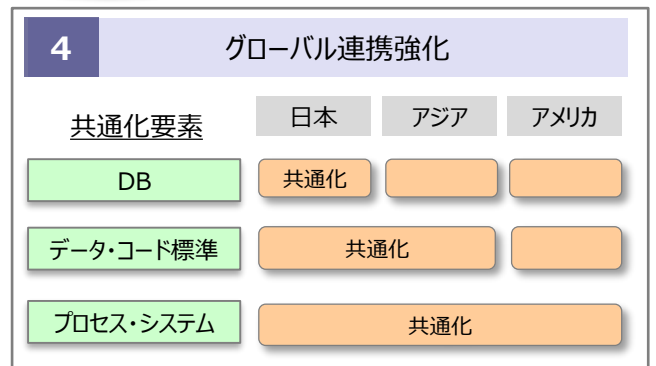 4
グローバル連携強化
共通化要素
日本
アジア
アメリカ
DB
共通化
データ・コード標準
共通化
プロセス・システム
共通化